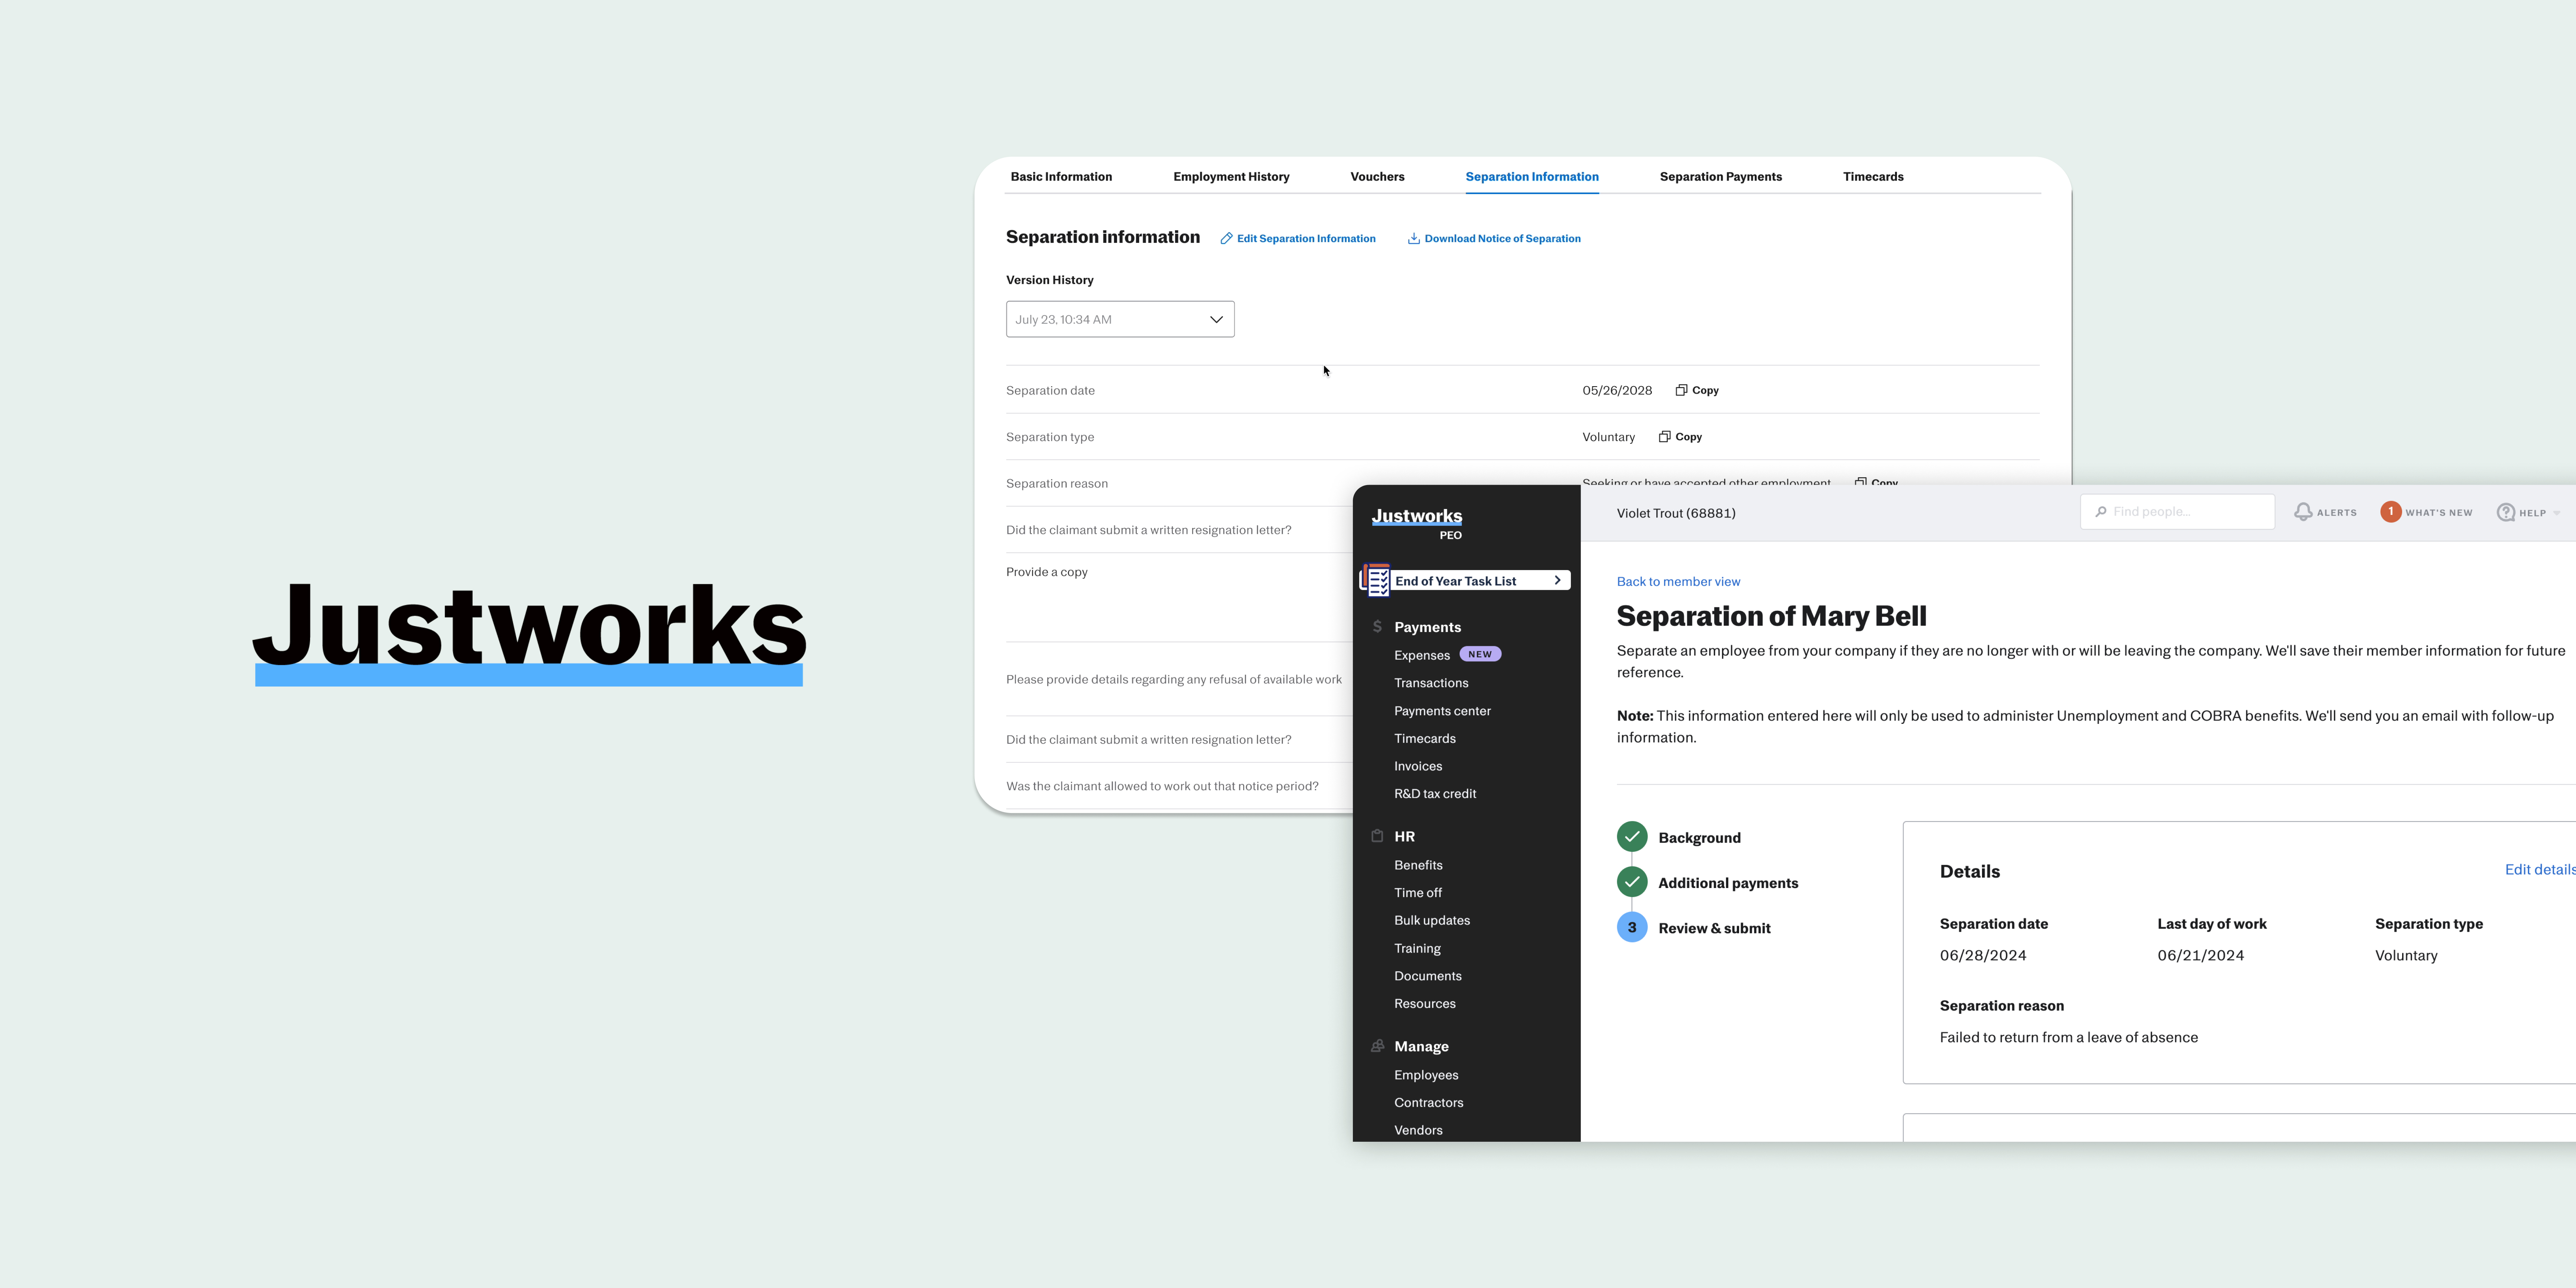 Justworks
Basic Information Employment History Vouchers Separation Information Separation Payments Timecards
Separation information Edit Separation Information Download Notice of Separation
Version History
July 23, 10:34 AM
Separation date 05/26/2028 Copy
Separation type Voluntary Copy
Separation reason Seeking or have accepted other employment Copy
Did the claimant submit a written resignation letter?
Provide a copy
Please provide details regarding any refusal of available work
Did the claimant submit a written resignation letter?
Was the claimant allowed to work out that notice period?
Justworks
PEO
End of Year Task List
Payments
Expenses NEW
Transactions
Payments center
Timecards
Invoices
R&D tax credit
HR
Benefits
Time off
Bulk updates
Training
Documents
Resources
Manage
Employees
Contractors
Vendors
Violet Trout (68881) Find people... ALERTS 1 WHAT'S NEW HELP
Back to member view
Separation of Mary Bell
Separate an employee from your company if they are no longer with or will be leaving the company. We'll save their member information for future
reference.
Note: This information entered here will only be used to administer Unemployment and COBRA benefits. We'll send you an email with follow-up
information.
Background
Additional payments
3 Review & submit
Details Edit details
Separation date Last day of work Separation type
06/28/2024 06/21/2024 Voluntary
Separation reason
Failed to return from a leave of absence